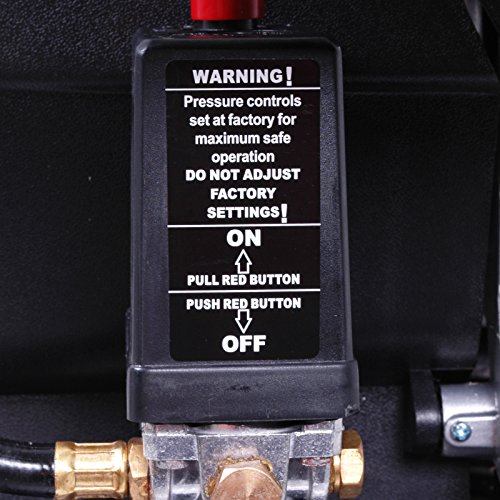 WARNING!
Pressure controls
set at factory for
maximum safe
operation
DO NOT ADJUST
FACTORY
SETTINGS!
ON
PULL RED BUTTON
PUSH RED BUTTON
OFF